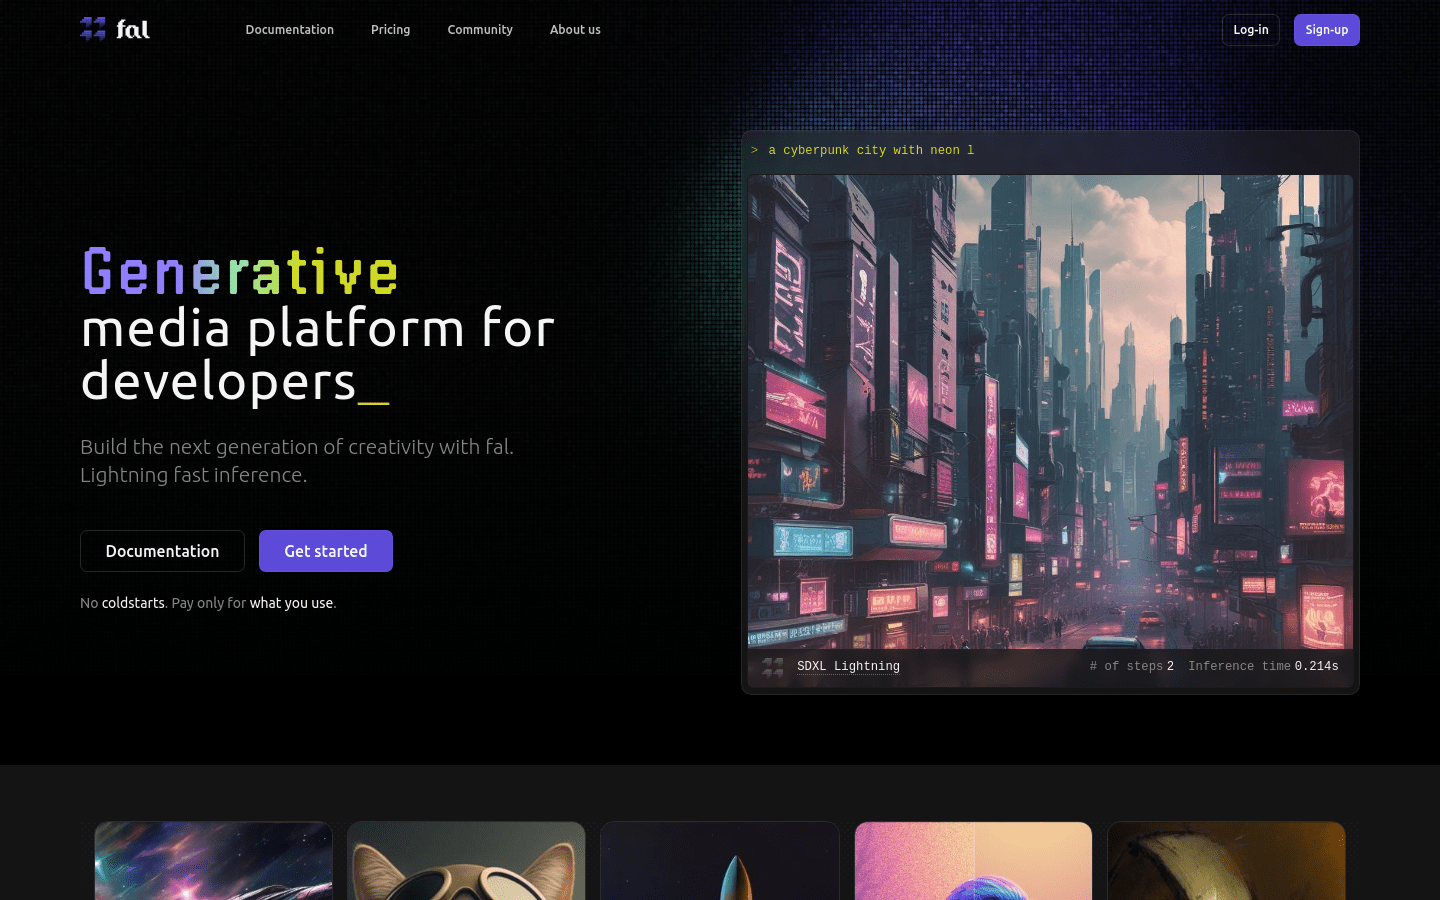 fal
Documentation
Pricing
Community
About us
Log-in
Sign-up
> a cyberpunk city with neon l
Generative
media platform for
developers_
Build the next generation of creativity with fal.
Lightning fast inference.
Documentation
Get started
No coldstarts. Pay only for what you use.
SDXL Lightning
# of steps 2
Inference time 0.214s